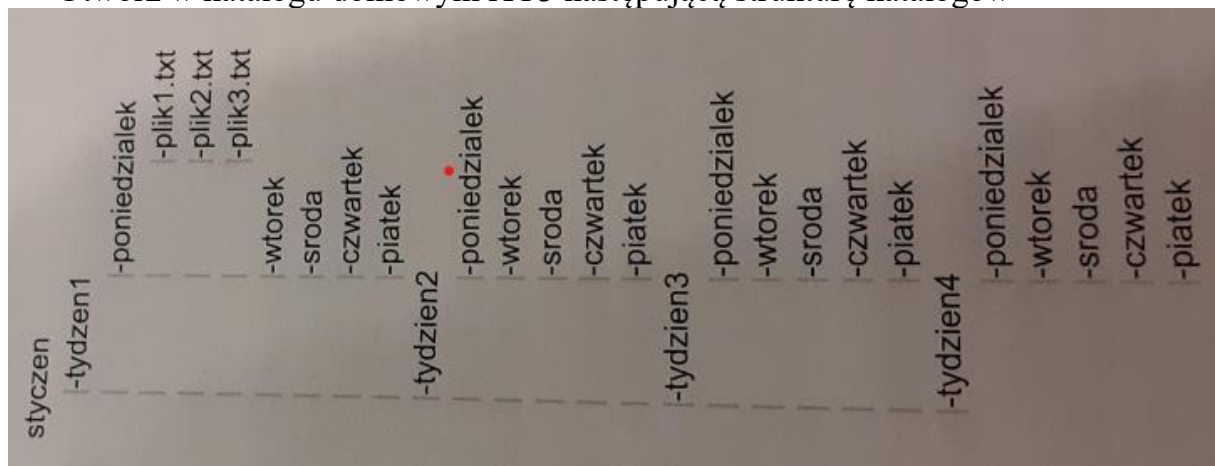 styczen
-tydzen1
-poniedzialek
-plik1.txt
-plik2.txt
-plik3.txt
-wtorek
-sroda
-czwartek
-piatek
-tydzien2
-poniedzialek
-wtorek
-sroda
-czwartek
-piatek
-tydzien3
-poniedzialek
-wtorek
-sroda
-czwartek
-piatek
-tydzien4
-poniedzialek
-wtorek
-sroda
-czwartek
-piatek